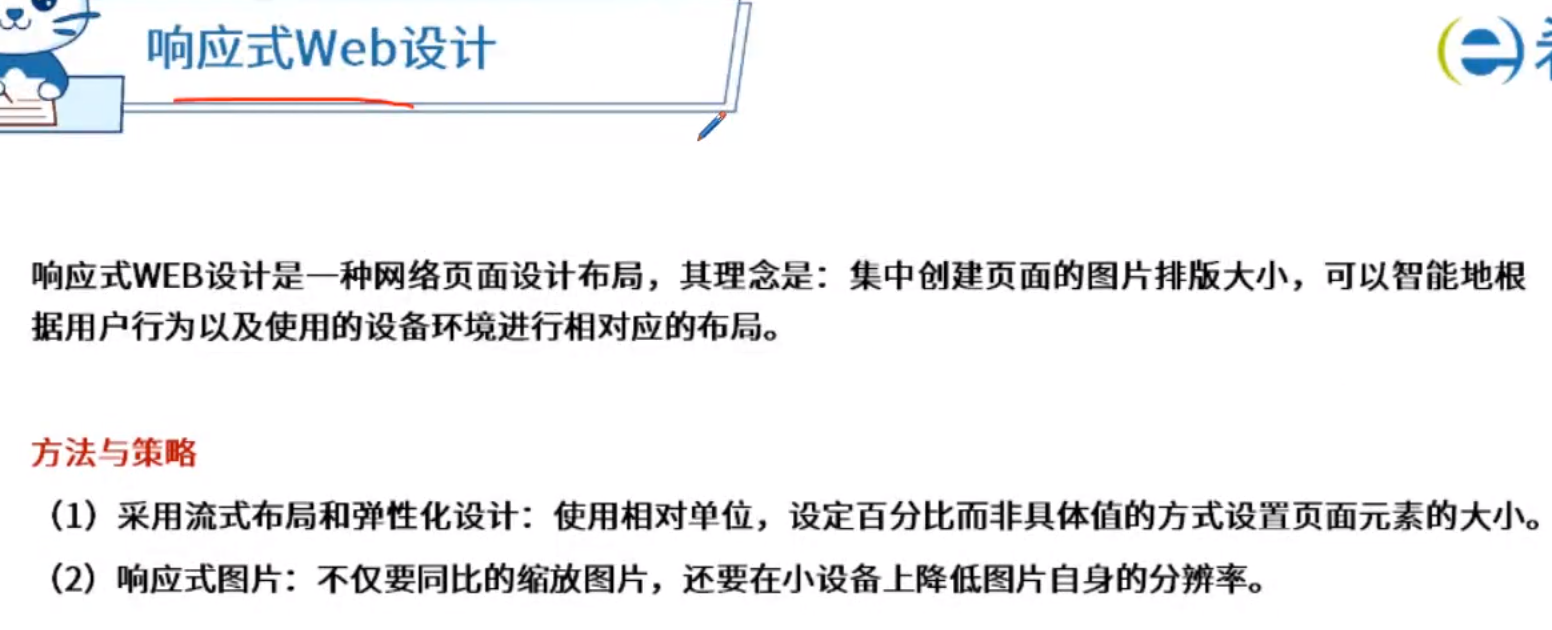 响应式Web设计
响应式WEB设计是一种网络页面设计布局，其理念是：集中创建页面的图片排版大小，可以智能地根
据用户行为以及使用的设备环境进行相对应的布局。
方法与策略
（1）采用流式布局和弹性化设计：使用相对单位，设定百分比而非具体值的方式设置页面元素的大小。
（2）响应式图片：不仅要同比的缩放图片，还要在小设备上降低图片自身的分辨率。